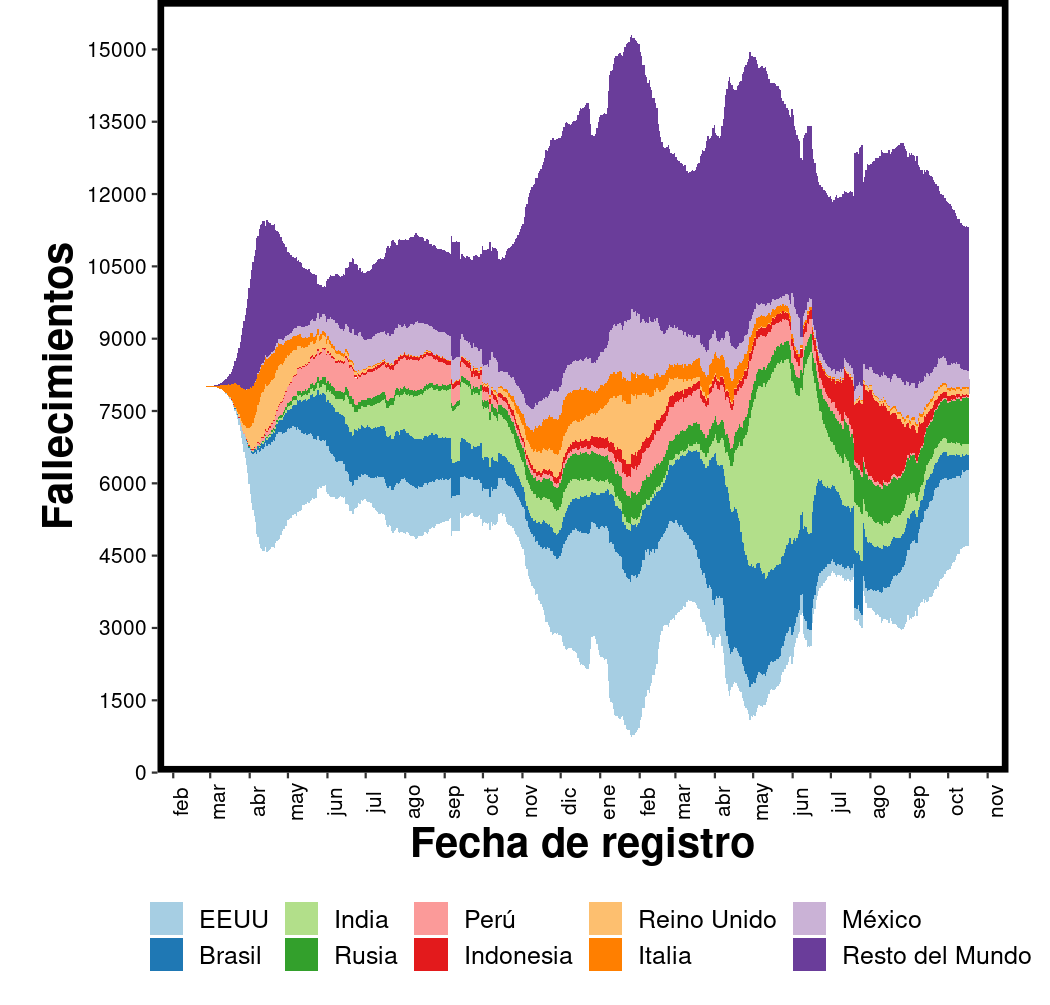 15000
13500
12000
10500
9000
7500
6000
4500
3000
1500
0
Fallecimientos
feb mar abr may jun jul ago sep oct nov dic ene feb mar abr may jun jul ago sep oct nov
Fecha de registro
EEUU India Perú Reino Unido México
Brasil Rusia Indonesia Italia Resto del Mundo